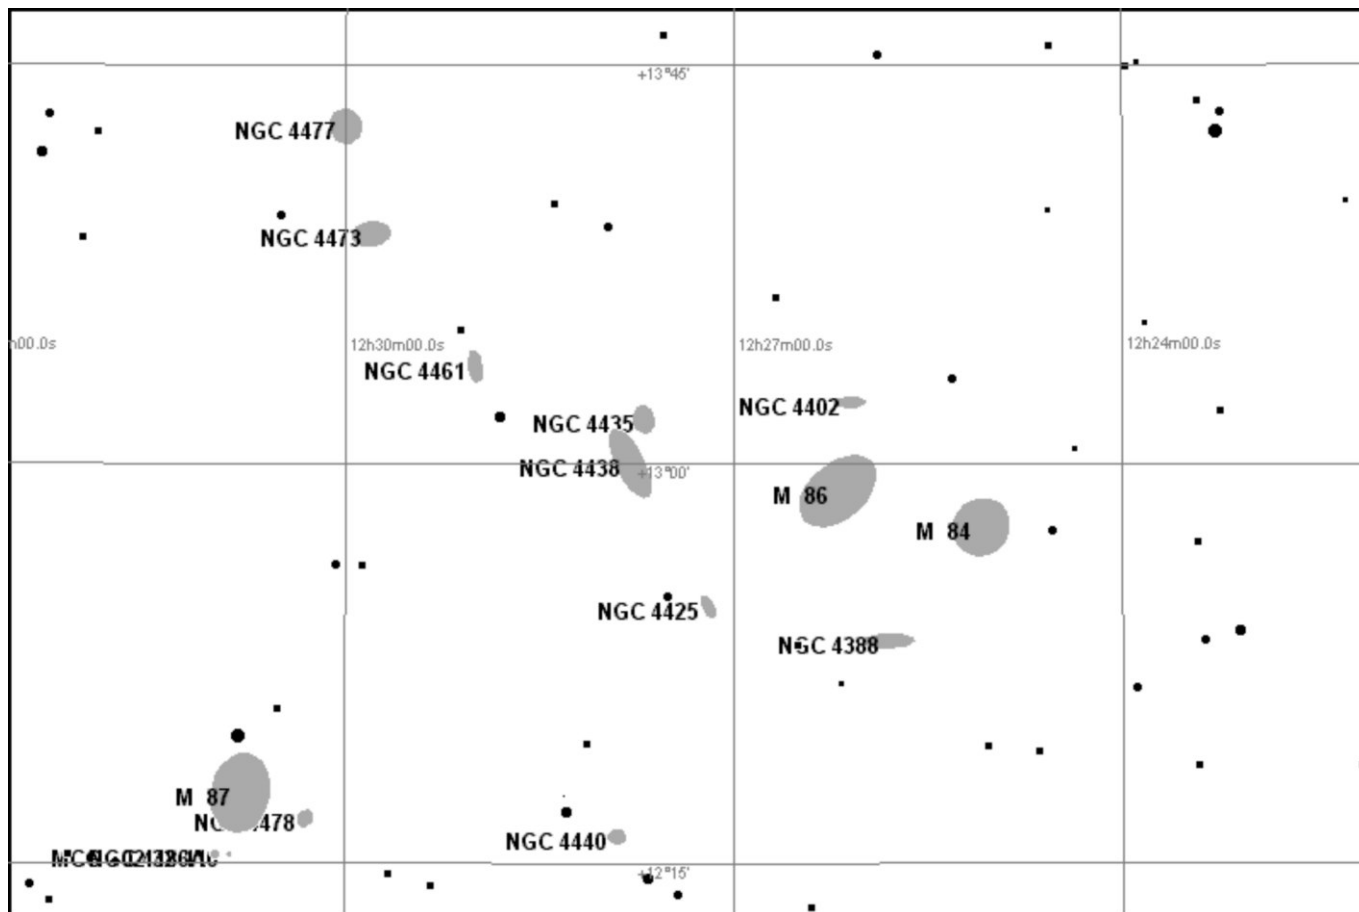 +13°45'
NGC 4477
NGC 4473
h00.0s
12h30m00.0s
12h27m00.0s
12h24m00.0s
NGC 4461
NGC 4402
NGC 4435
NGC 4438
+13°00'
M 86
M 84
NGC 4425
NGC 4388
M 87
NGC 4440
+12°15'